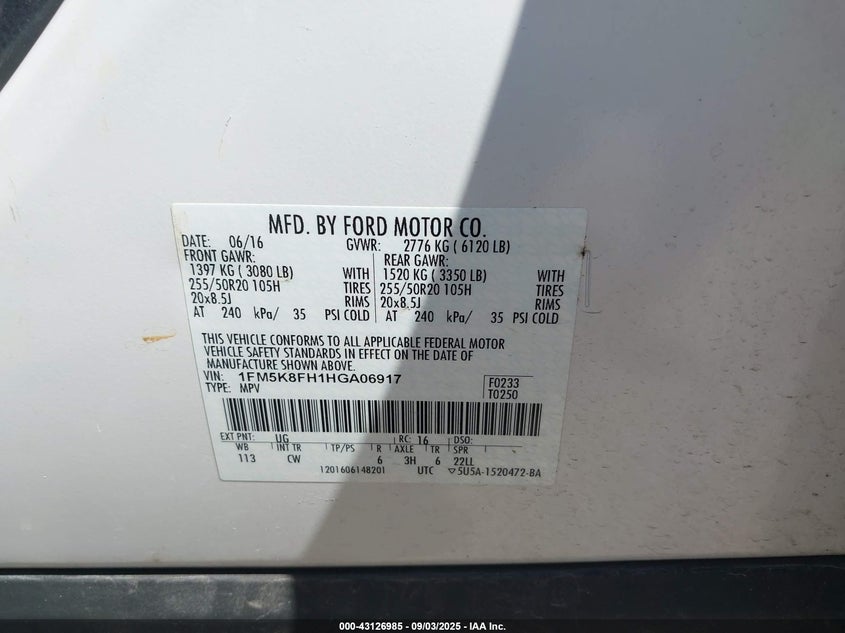 MFD. BY FORD MOTOR CO.
DATE: 06/16 GVWR: 2776 KG ( 6120 LB)
FRONT GAWR: REAR GAWR:
1397 KG ( 3080 LB) WITH 1520 KG ( 3350 LB) WITH
255/50R20 105H TIRES 255/50R20 105H TIRES
20x8.5J RIMS 20x8.5J RIMS
AT 240 kPa/ 35 PSI COLD AT 240 kPa/ 35 PSI COLD
THIS VEHICLE CONFORMS TO ALL APPLICABLE FEDERAL MOTOR
VEHICLE SAFETY STANDARDS IN EFFECT ON THE DATE OF
MANUFACTURE SHOWN ABOVE.
VIN: 1FM5K8FH1HGA06917 F0233
TYPE: MPV T0250
EXT PNT: UG RC: 16 DSO:
WB INT TR TP/PS R AXLE TR SPR
113 CW 6 3H 6 22LL
1201606148201 UTC ▽5U5A-1520472-BA
000-43126985 - 09/03/2025 - IAA Inc.